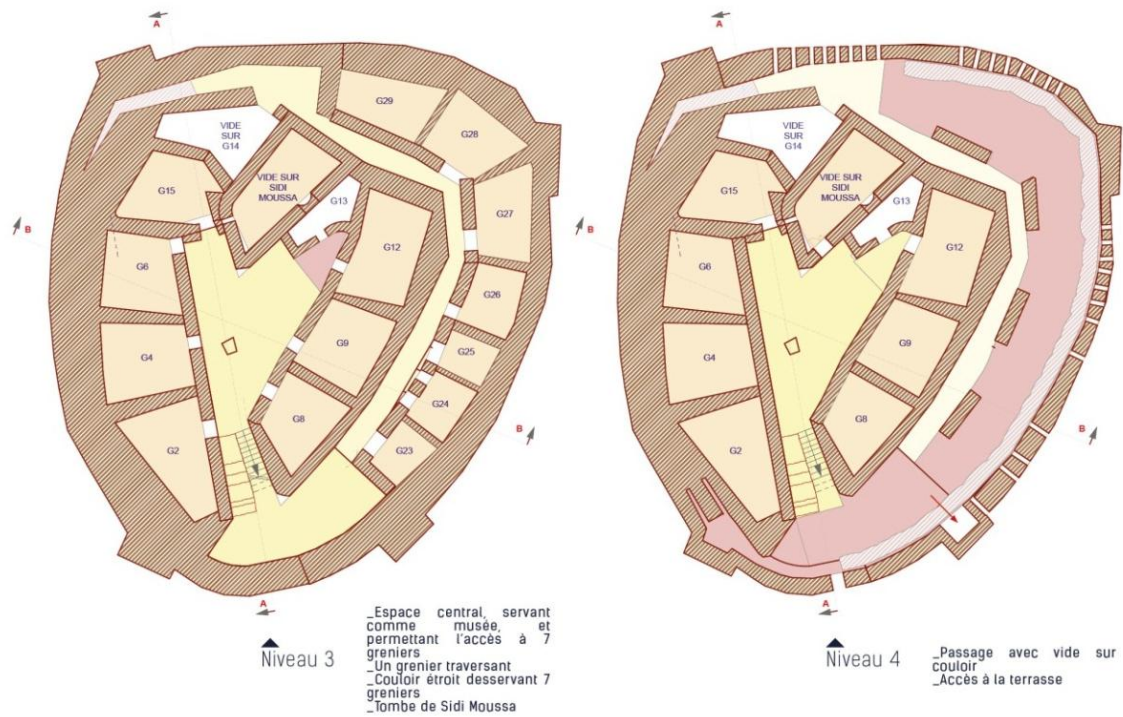 A
G29
G28
VIDE
SUR
G14
G15
VIDE SUR
SIDI
MOUSSA
G13
G27
B
G12
G6
G26
G25
G9
G4
G24
G8
G2
G23
B
A
Niveau 3
_Espace central, servant
comme musée, et
permettant l'accès à 7
greniers
_Un grenier traversant
_Couloir étroit desservant 7
greniers
_Tombe de Sidi Moussa
A
VIDE
SUR
G14
G15
VIDE SUR
SIDI
MOUSSA
G13
B
G12
G6
G9
G4
G8
G2
B
A
Niveau 4
_Passage avec vide sur
couloir
_Accès à la terrasse